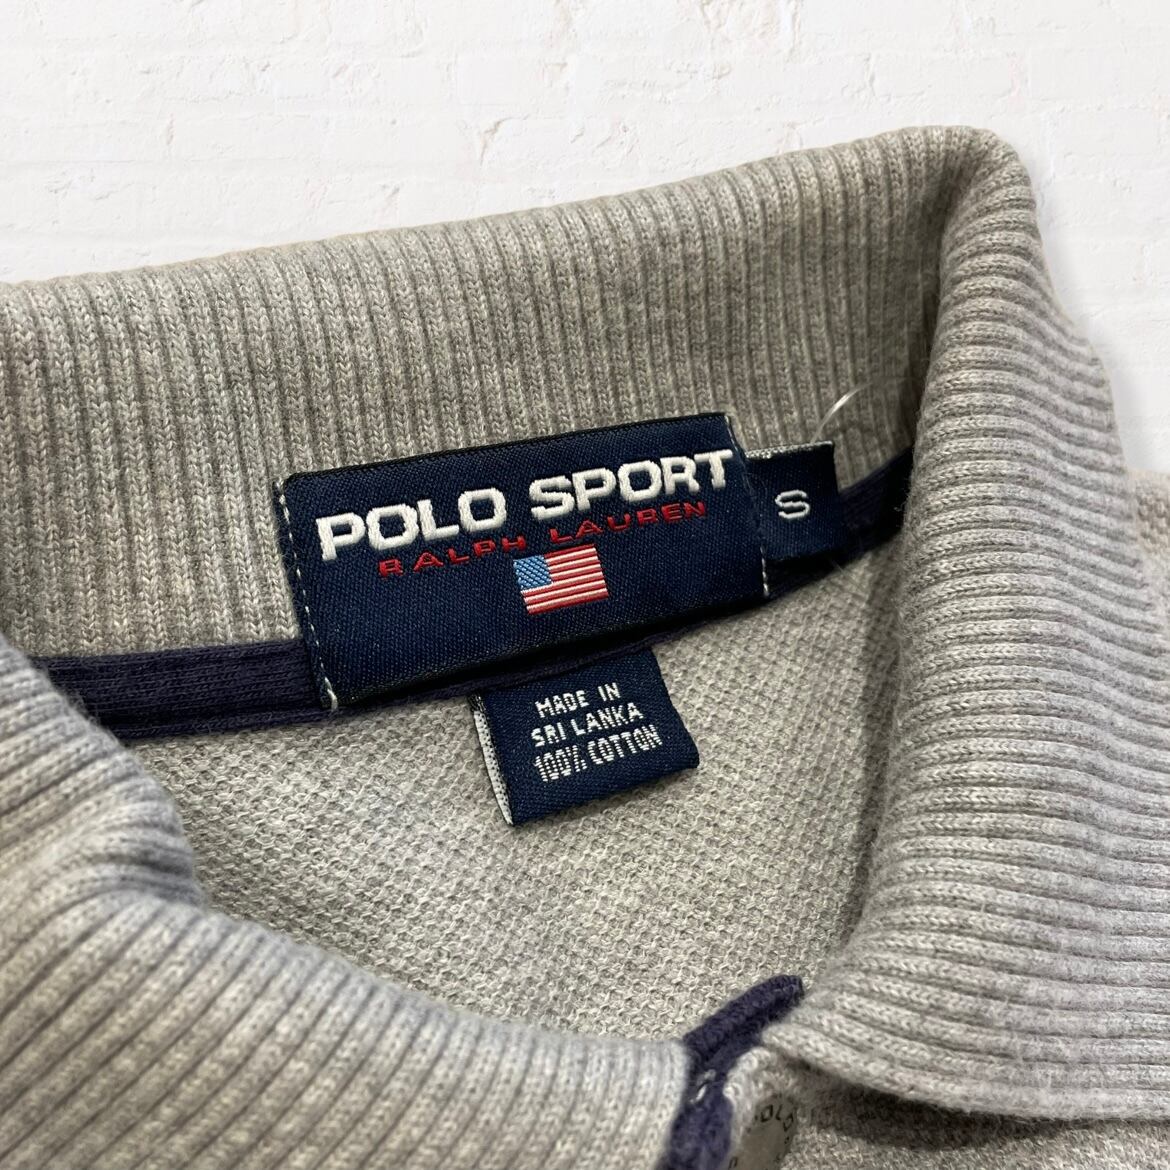 POLO SPORT
RALPH LAUREN
S
MADE IN
SRI LANKA
100% COTTON